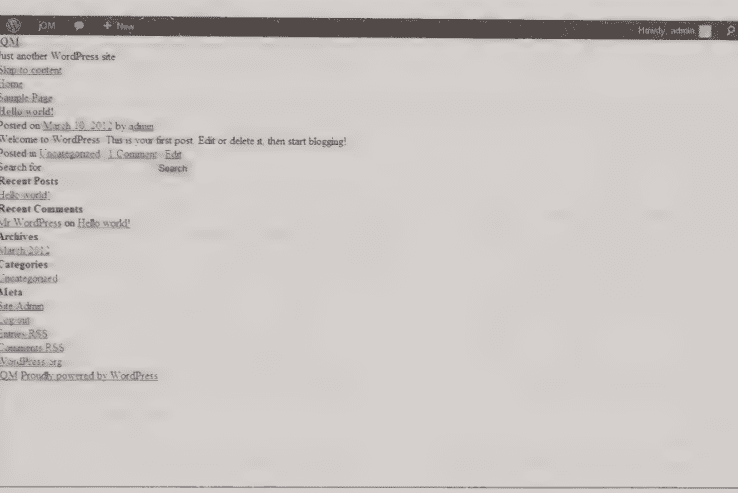 jQM + New Howdy, admin
jQM
Just another WordPress site
Skip to content
Home
Sample Page
Hello world!
Posted on March 10, 2012 by admin
Welcome to WordPress. This is your first post. Edit or delete it, then start blogging!
Posted in Uncategorized 1 Comment Edit
Search for Search
Recent Posts
Hello world!
Recent Comments
Mr WordPress on Hello world!
Archives
March 2012
Categories
Uncategorized
Meta
Site Admin
Log out
Entries RSS
Comments RSS
WordPress.org
jQM Proudly powered by WordPress